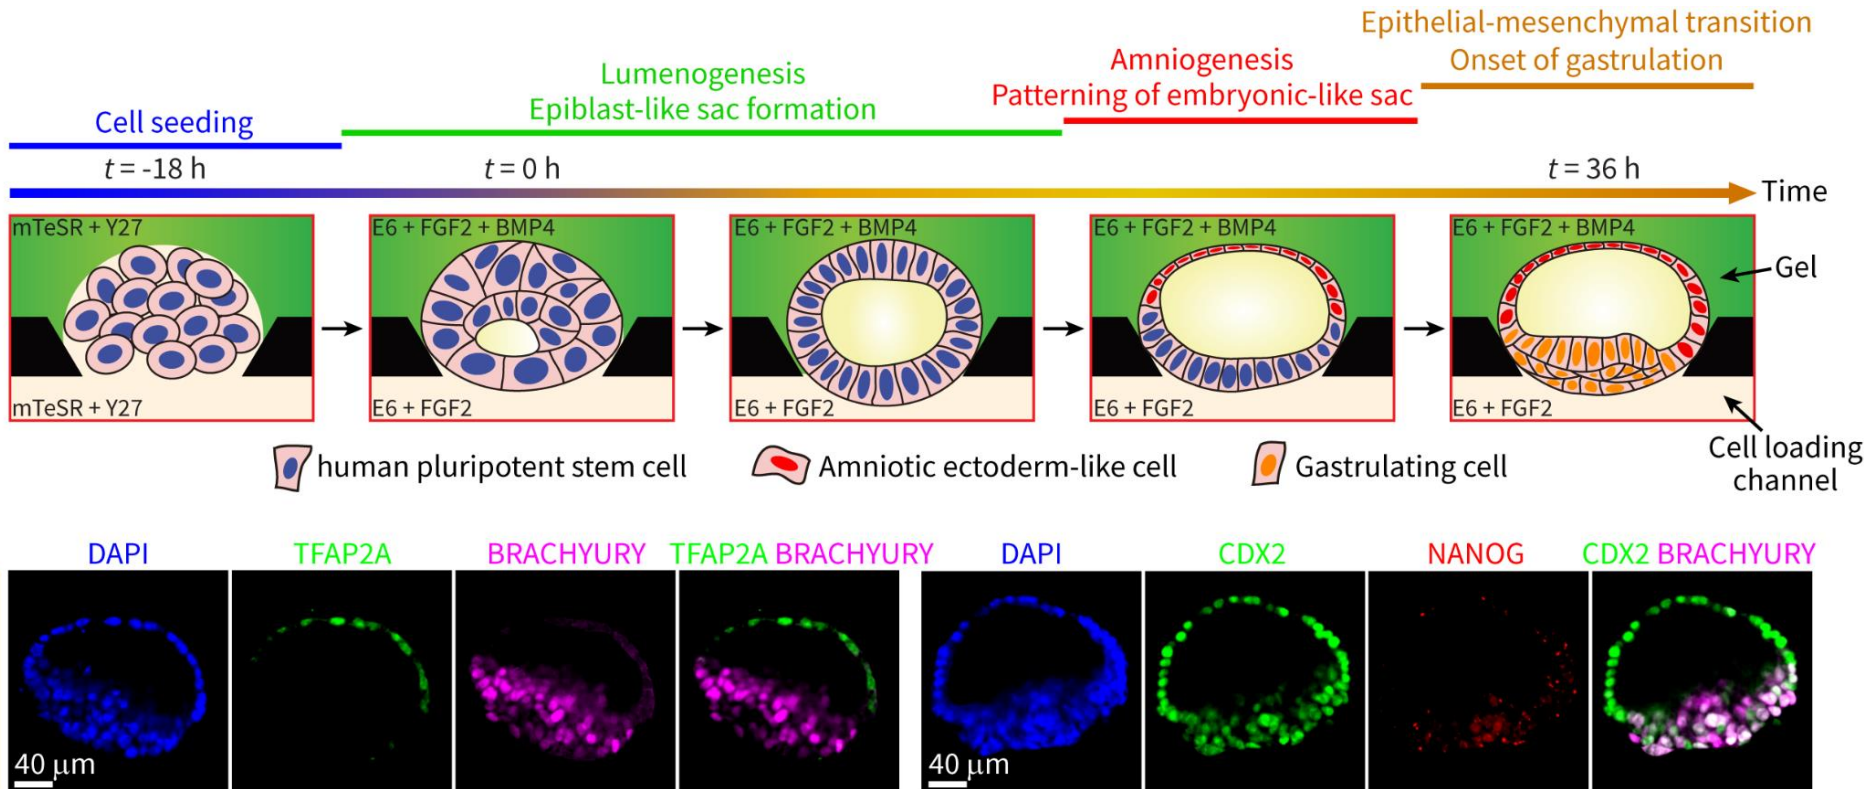 Epithelial-mesenchymal transition
Onset of gastrulation
Amniogenesis
Patterning of embryonic-like sac
Lumenogenesis
Epiblast-like sac formation
Cell seeding
t = -18 h
t = 0 h
t = 36 h
Time
mTeSR + Y27
mTeSR + Y27
E6 + FGF2 + BMP4
E6 + FGF2
E6 + FGF2 + BMP4
E6 + FGF2
E6 + FGF2 + BMP4
E6 + FGF2
E6 + FGF2 + BMP4
E6 + FGF2
Gel
Cell loading
channel
human pluripotent stem cell
Amniotic ectoderm-like cell
Gastrulating cell
DAPI
TFAP2A
BRACHYURY
TFAP2A BRACHYURY
DAPI
CDX2
NANOG
CDX2 BRACHYURY
40 μm
40 μm